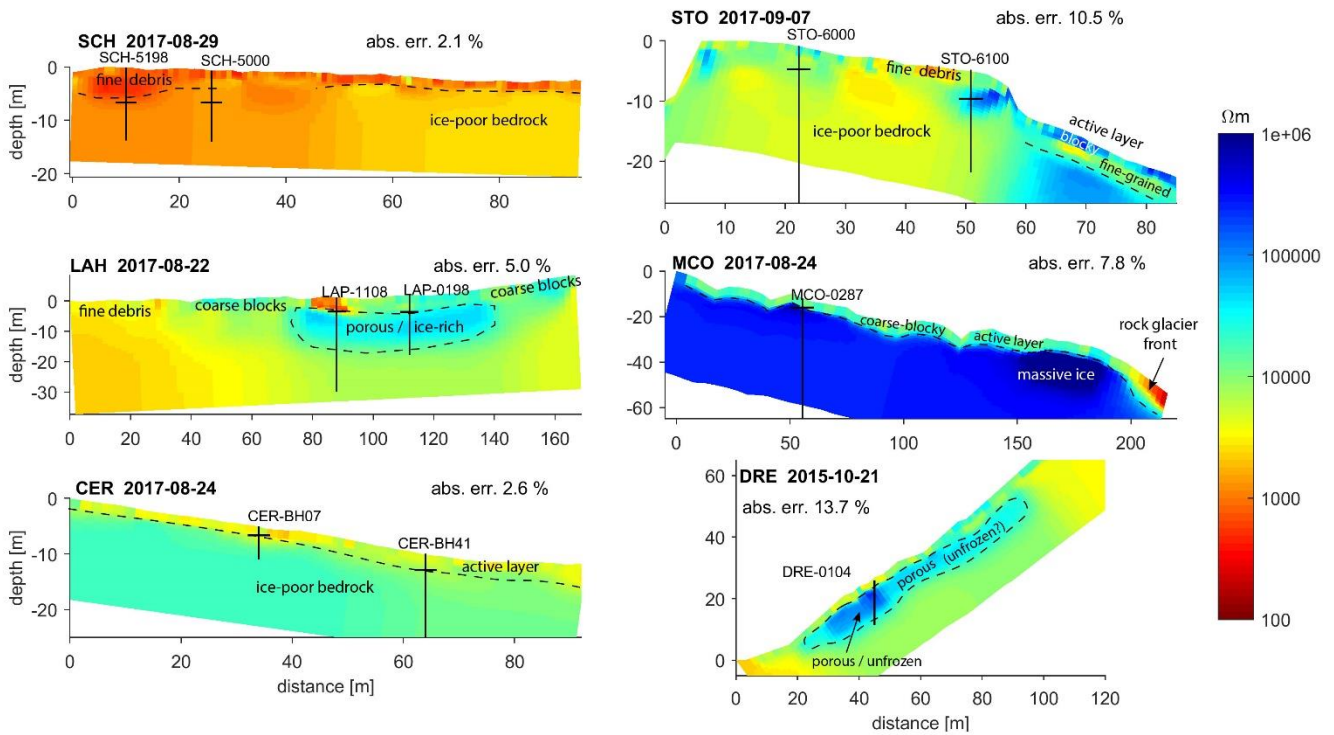 SCH 2017-08-29
abs. err. 2.1 %
SCH-5198
SCH-5000
fine debris
ice-poor bedrock
depth [m]
0
-10
-20
0 20 40 60 80
STO 2017-09-07
abs. err. 10.5 %
STO-6000
STO-6100
fine debris
ice-poor bedrock
active layer
blocky
fine-grained
0
-10
-20
0 10 20 30 40 50 60 70 80
LAH 2017-08-22
abs. err. 5.0 %
fine debris
coarse blocks
LAP-1108
LAP-0198
coarse blocks
porous / ice-rich
depth [m]
0
-10
-20
-30
0 20 40 60 80 100 120 140 160
MCO 2017-08-24
abs. err. 7.8 %
MCO-0287
coarse-blocky
active layer
massive ice
rock glacier
front
0
-20
-40
-60
0 50 100 150 200
CER 2017-08-24
abs. err. 2.6 %
CER-BH07
CER-BH41
active layer
ice-poor bedrock
depth [m]
0
-10
-20
0 20 40 60 80
distance [m]
DRE 2015-10-21
abs. err. 13.7 %
DRE-0104
porous (unfrozen?)
porous / unfrozen
60
40
20
0
0 20 40 60 80 100 120
distance [m]
Ωm
1e+06
100000
10000
1000
100